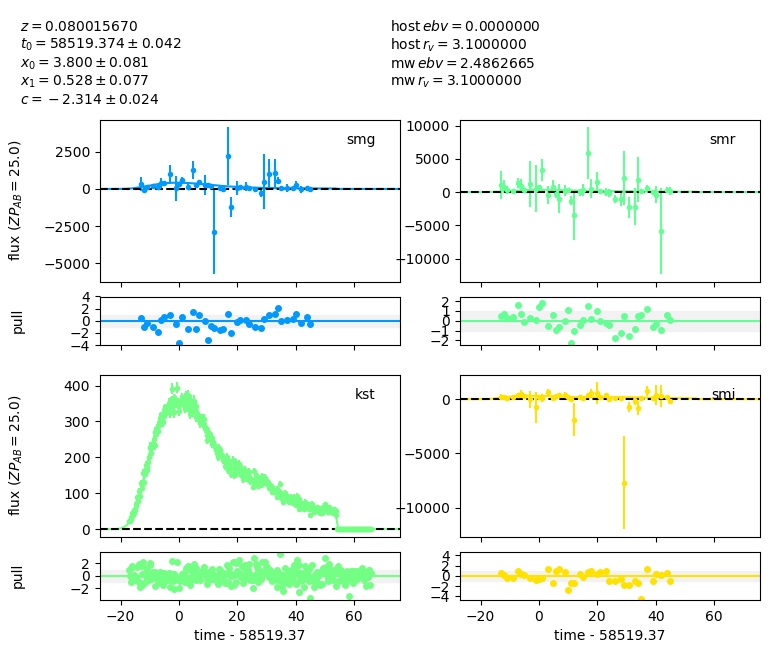 z = 0.080015670
t₀ = 58519.374 ± 0.042
x₀ = 3.800 ± 0.081
x₁ = 0.528 ± 0.077
c = −2.314 ± 0.024
host ebv = 0.0000000
host r_v = 3.1000000
mw ebv = 2.4862665
mw r_v = 3.1000000
flux (ZP_AB = 25.0)
2500
0
−2500
−5000
smg
10000
5000
0
−5000
−10000
smr
pull
4
2
0
−2
−4
2
1
0
−1
−2
flux (ZP_AB = 25.0)
400
300
200
100
0
kst
0
−5000
−10000
smi
pull
2
0
−2
4
2
0
−2
−4
−20 0 20 40 60
time - 58519.37
−20 0 20 40 60
time - 58519.37